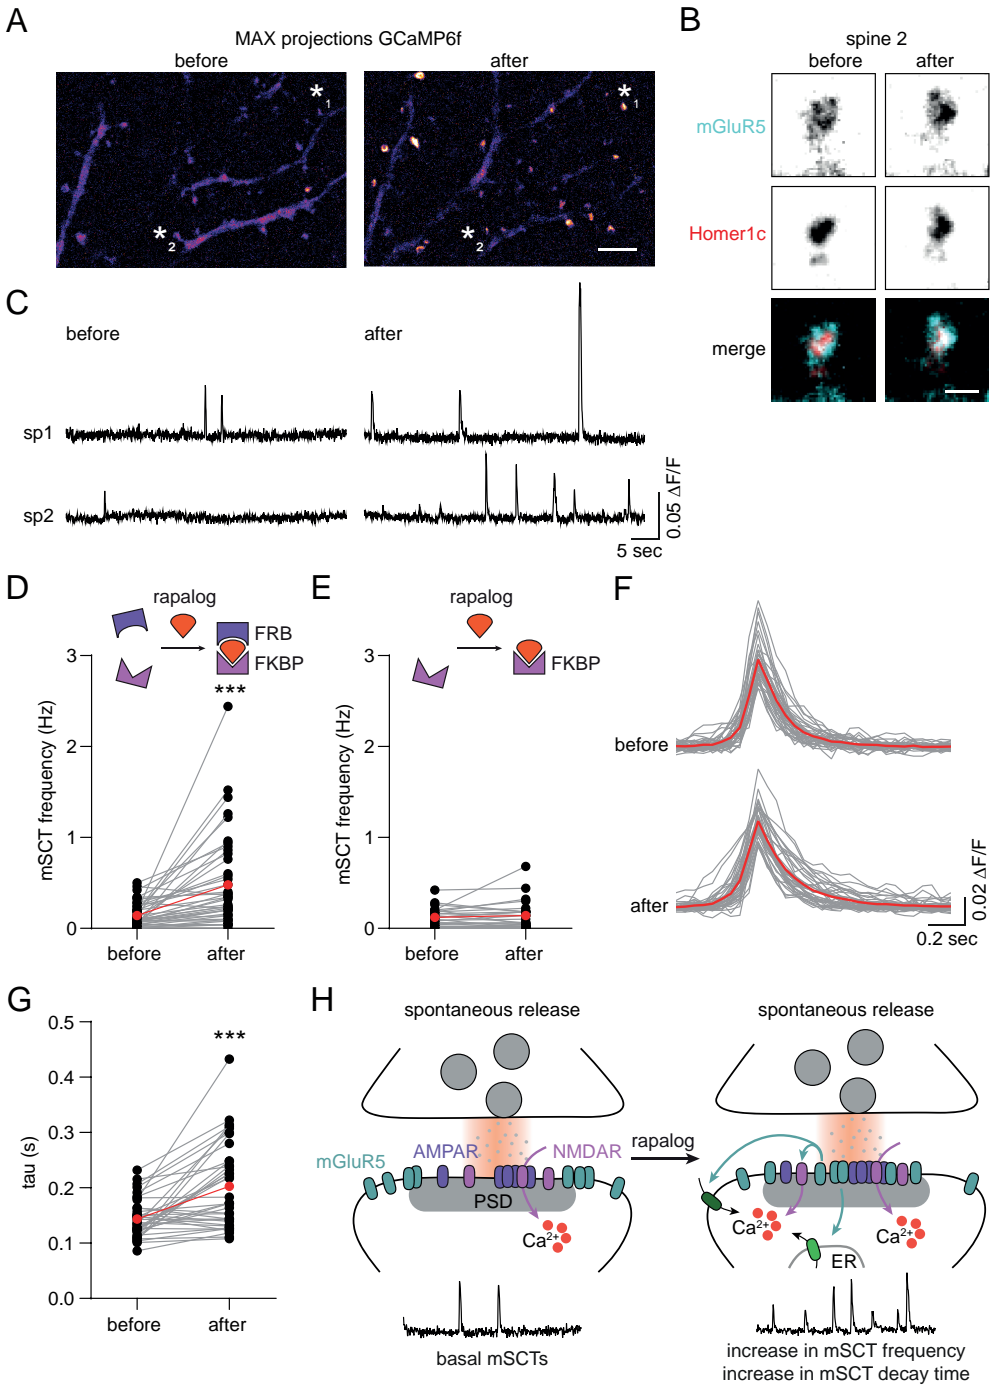 A
MAX projections GCaMP6f
before
after
*1
*2
*1
*2
B
spine 2
before
after
mGluR5
Homer1c
merge
C
before
after
sp1
sp2
0.05 ΔF/F
5 sec
D
rapalog
FRB
FKBP
***
mSCT frequency (Hz)
3
2
1
0
before
after
E
rapalog
FKBP
mSCT frequency (Hz)
3
2
1
0
before
after
F
before
after
0.02 ΔF/F
0.2 sec
G
***
tau (s)
0.5
0.4
0.3
0.2
0.1
0.0
before
after
H
spontaneous release
mGluR5
AMPAR
NMDAR
PSD
Ca2+
basal mSCTs
rapalog
spontaneous release
Ca2+
Ca2+
ER
increase in mSCT frequency
increase in mSCT decay time